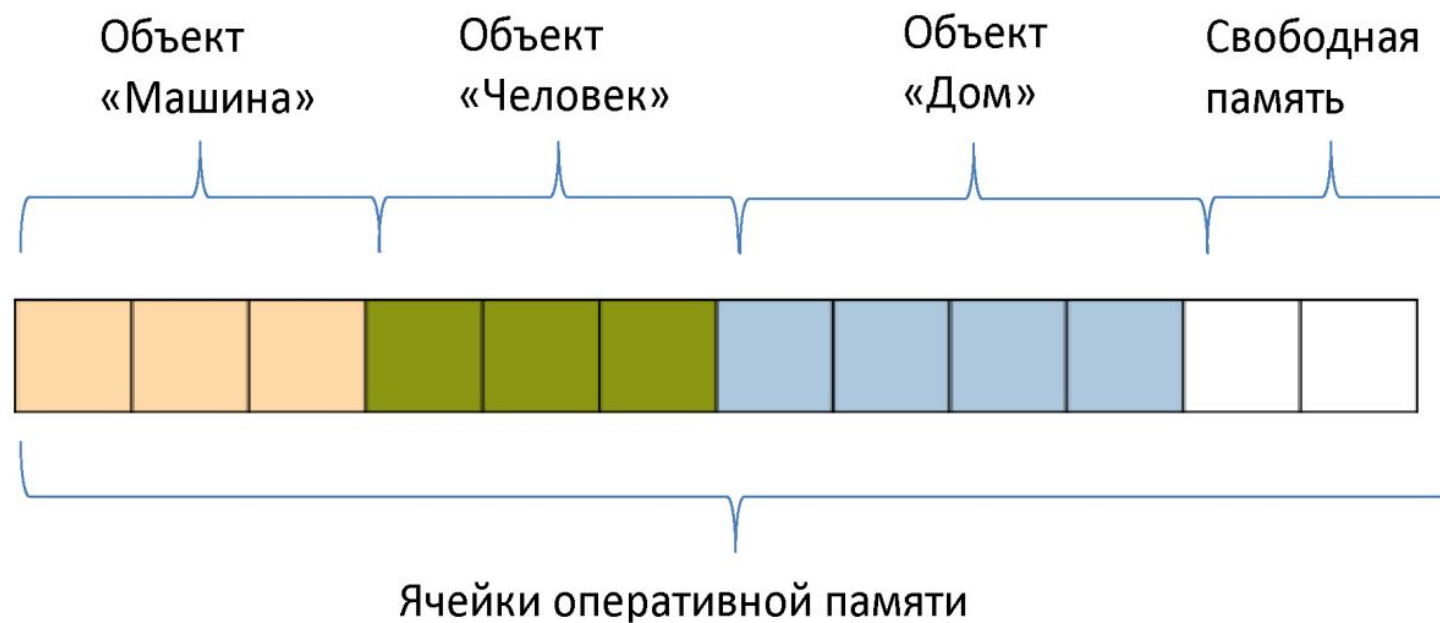 Объект
«Машина»
Объект
«Человек»
Объект
«Дом»
Свободная
память
Ячейки оперативной памяти